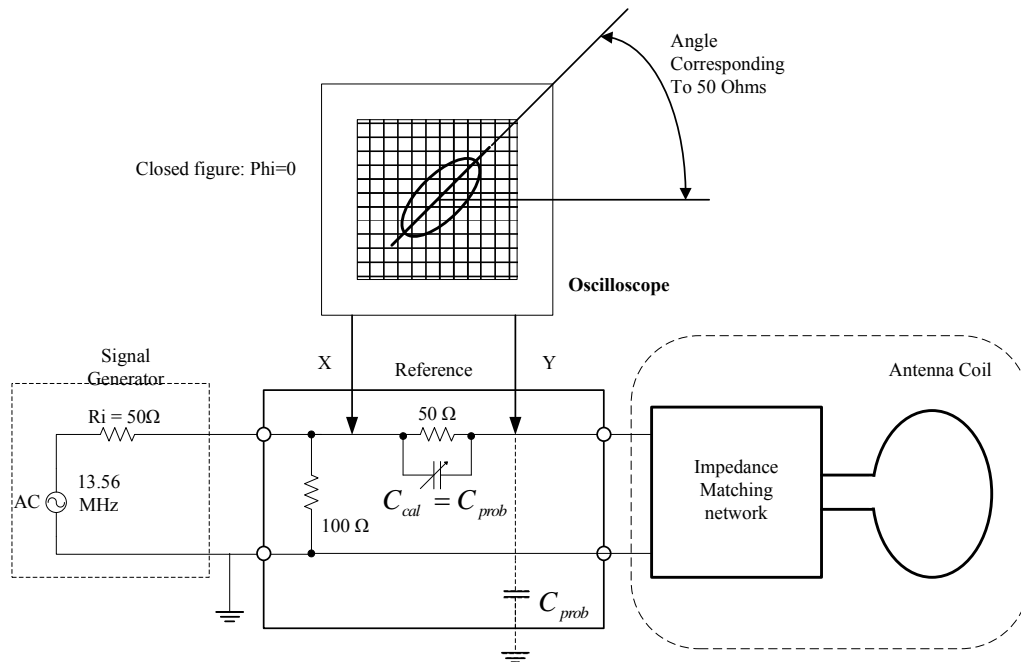 Angle
Corresponding
To 50 Ohms
Closed figure: Phi=0
Oscilloscope
X
Y
Signal
Generator
Reference
Antenna Coil
Ri = 50Ω
50 Ω
13.56
MHz
AC
100 Ω
C_cal = C_prob
Impedance
Matching
network
C_prob